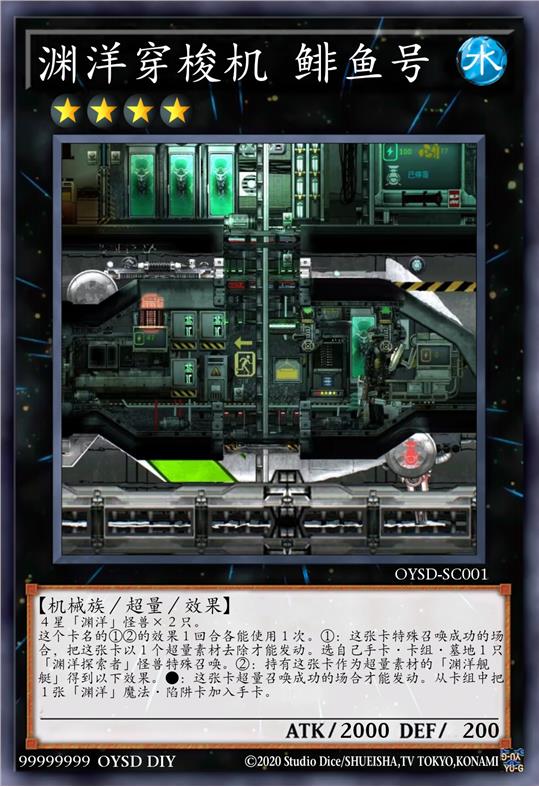 渊洋穿梭机 鲱鱼号
水
100
77
已停泊
47
OYSD-SC001
【机械族／超量／效果】
４星「渊洋」怪兽×２只。
这个卡名的①②的效果１回合各能使用１次。①：这张卡特殊召唤成功的场
合，把这张卡以１个超量素材去除才能发动。选自己手卡・卡组・墓地１只
「渊洋探索者」怪兽特殊召唤。②：持有这张卡作为超量素材的「渊洋舰
艇」得到以下效果。●：这张卡超量召唤成功的场合才能发动。从卡组中把
１张「渊洋」魔法・陷阱卡加入手卡。
ATK/2000 DEF/ 200
99999999 OYSD DIY ©2020 Studio Dice/SHUEISHA,TV TOKYO,KONAMI